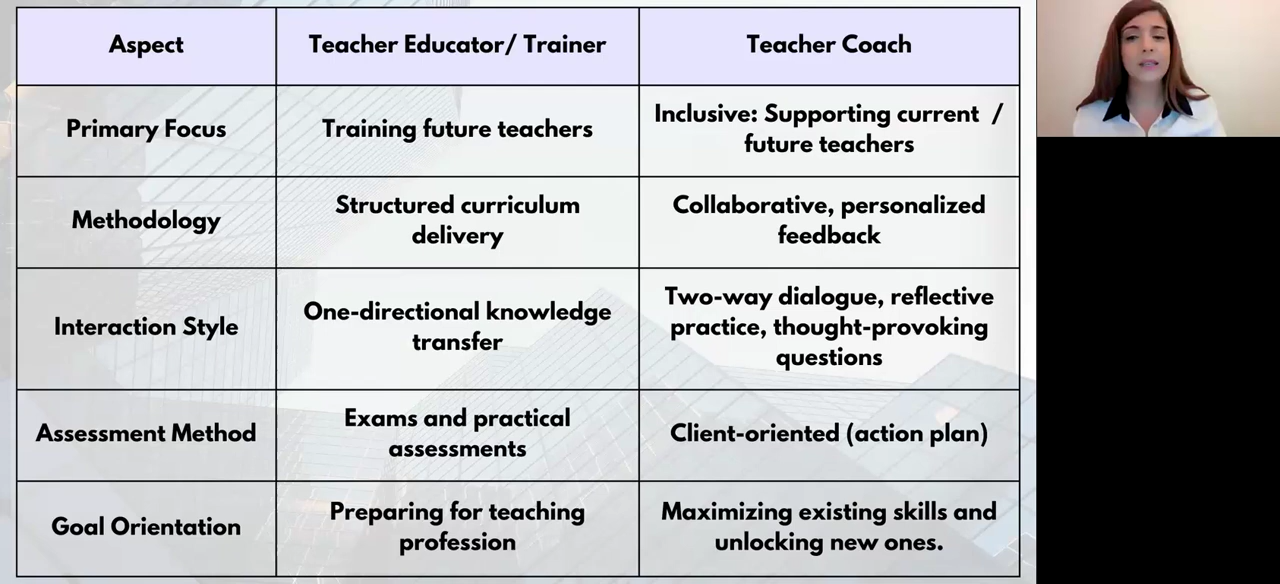 Aspect
Teacher Educator/ Trainer
Teacher Coach
Primary Focus
Training future teachers
Inclusive: Supporting current /
future teachers
Methodology
Structured curriculum
delivery
Collaborative, personalized
feedback
Interaction Style
One-directional knowledge
transfer
Two-way dialogue, reflective
practice, thought-provoking
questions
Assessment Method
Exams and practical
assessments
Client-oriented (action plan)
Goal Orientation
Preparing for teaching
profession
Maximizing existing skills and
unlocking new ones.